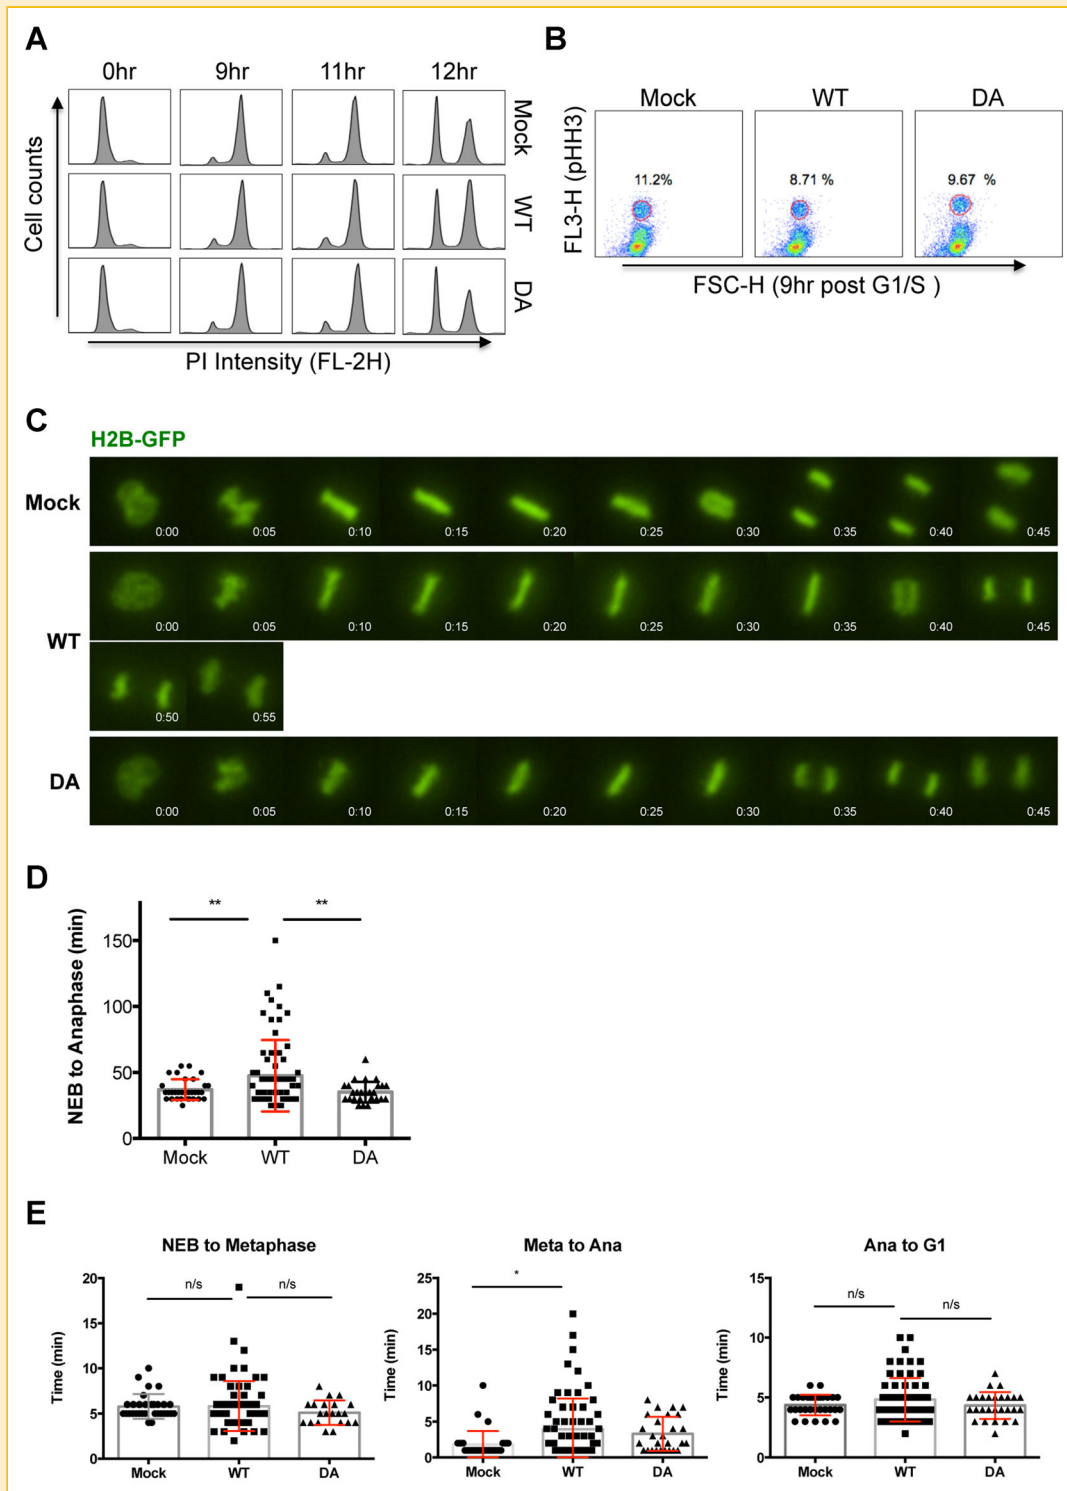 A
0hr 9hr 11hr 12hr
Cell counts
Mock
WT
DA
PI Intensity (FL-2H)
B
Mock WT DA
FL3-H (pHH3)
11.2% 8.71 % 9.67 %
FSC-H (9hr post G1/S )
C
H2B-GFP
Mock
0:00 0:05 0:10 0:15 0:20 0:25 0:30 0:35 0:40 0:45
WT
0:00 0:05 0:10 0:15 0:20 0:25 0:30 0:35 0:40 0:45
0:50 0:55
DA
0:00 0:05 0:10 0:15 0:20 0:25 0:30 0:35 0:40 0:45
D
NEB to Anaphase (min)
** **
150
100
50
0
Mock WT DA
E
NEB to Metaphase
Time (min)
20
15
10
5
0
n/s n/s
Mock WT DA
Meta to Ana
Time (min)
25
20
15
10
5
0
*
Mock WT DA
Ana to G1
Time (min)
15
10
5
0
n/s n/s
Mock WT DA